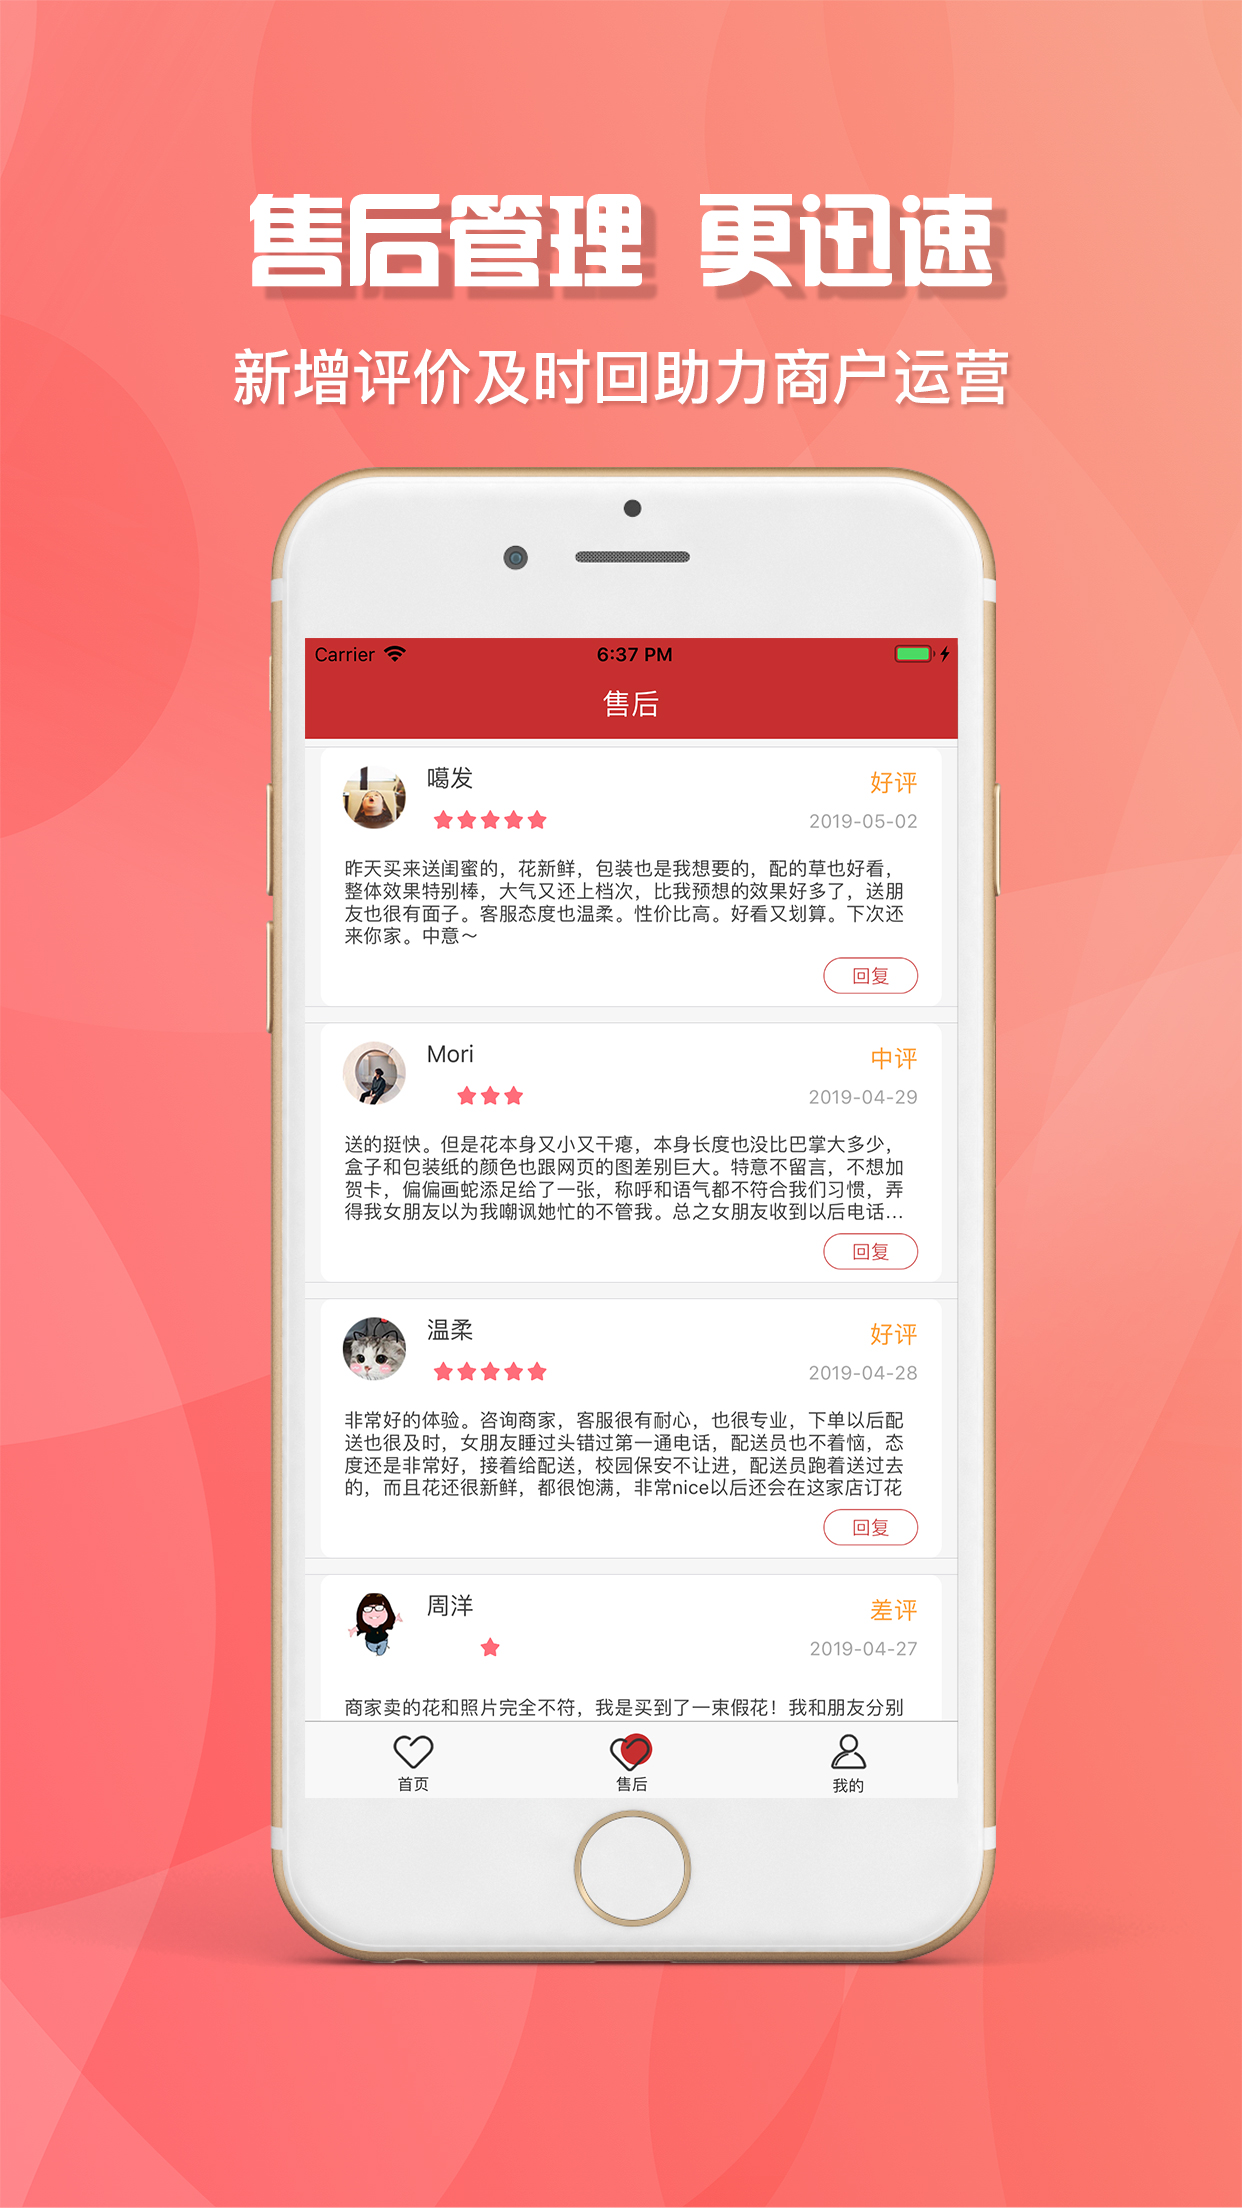 售后管理 更迅速
新增评价及时回助力商户运营
Carrier
6:37 PM
售后
噶发
好评
2019-05-02
昨天买来送闺蜜的，花新鲜，包装也是我想要的，配的草也好看，
整体效果特别棒，大气又还上档次，比我预想的效果好多了，送朋
友也很有面子。客服态度也温柔。性价比高。好看又划算。下次还
来你家。中意～
回复
Mori
中评
2019-04-29
送的挺快。但是花本身又小又干瘪，本身长度也没比巴掌大多少，
盒子和包装纸的颜色也跟网页的图差别巨大。特意不留言，不想加
贺卡，偏偏画蛇添足给了一张，称呼和语气都不符合我们习惯，弄
得我女朋友以为我嘲讽她忙的不管我。总之女朋友收到以后电话...
回复
温柔
好评
2019-04-28
非常好的体验。咨询商家，客服很有耐心，也很专业，下单以后配
送也很及时，女朋友睡过头错过第一通电话，配送员也不着恼，态
度还是非常好，接着给配送，校园保安不让进，配送员跑着送过去
的，而且花还很新鲜，都很饱满，非常nice以后还会在这家店订花
回复
周洋
差评
2019-04-27
商家卖的花和照片完全不符，我是买到了一束假花！我和朋友分别
首页
售后
我的